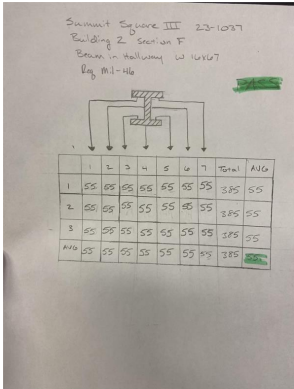 Summit Square III 23-1037
Building 2 Section F
Beam in Hallway W 16x67
Req Mil-46
1 2 3 4 5 6 7 Total AVG
1 55 55 55 55 55 55 55 385 55
2 55 55 55 55 55 55 55 385 55
3 55 55 55 55 55 55 55 385 55
AVG 55 55 55 55 55 55 55 385 55